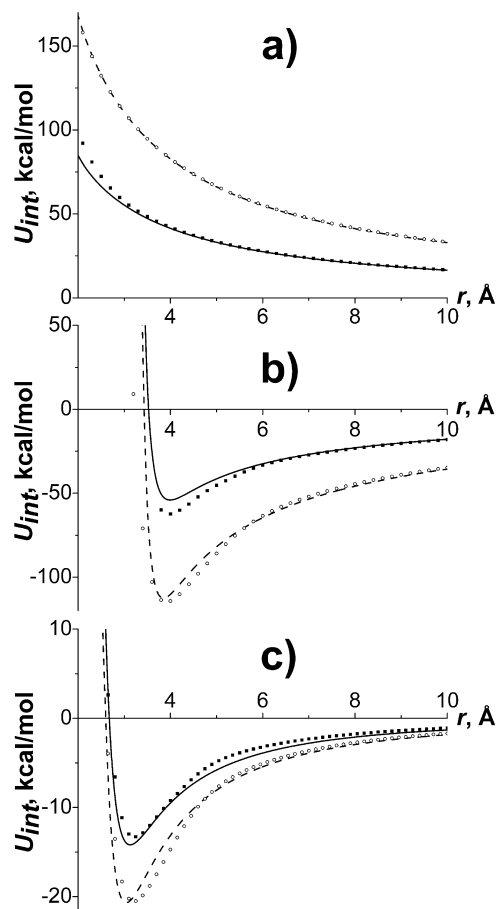 a)
150
100
50
0
U_int, kcal/mol
4 6 8 10
r, Å
b)
50
0
-50
-100
U_int, kcal/mol
4 6 8 10
r, Å
c)
10
0
-10
-20
U_int, kcal/mol
4 6 8 10
r, Å